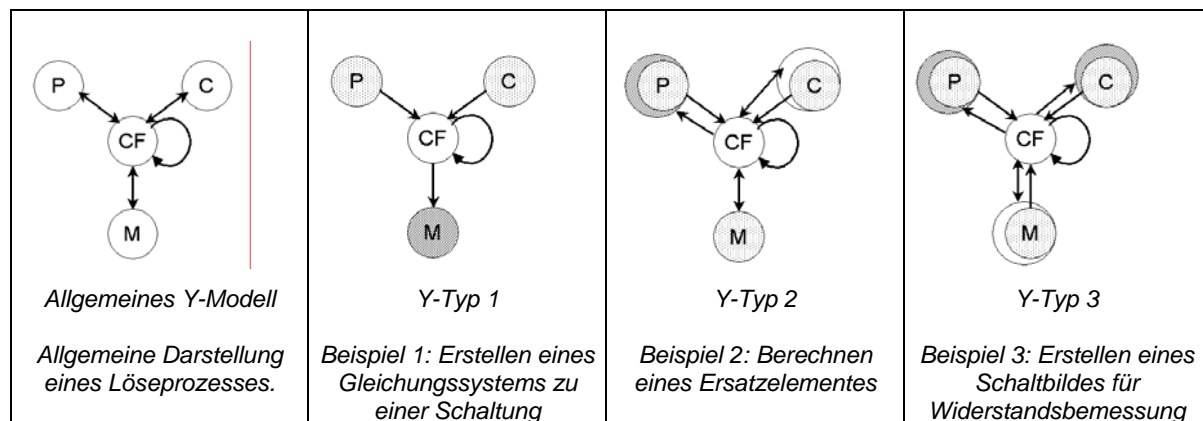 P
C
CF
M
Allgemeines Y-Modell
Allgemeine Darstellung
eines Löseprozesses.
P
C
CF
M
Y-Typ 1
Beispiel 1: Erstellen eines
Gleichungssystems zu
einer Schaltung
P
C
CF
M
Y-Typ 2
Beispiel 2: Berechnen
eines Ersatzelementes
P
C
CF
M
Y-Typ 3
Beispiel 3: Erstellen eines
Schaltbildes für
Widerstandsbemessung